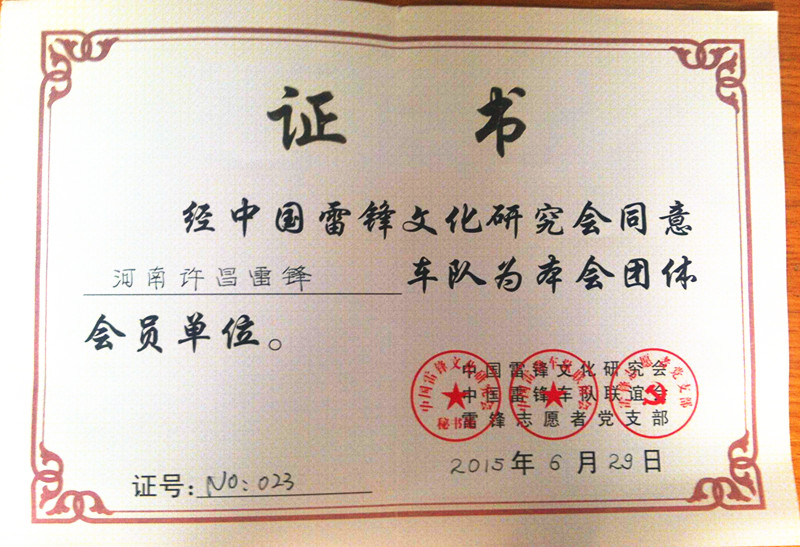 证书
经中国雷锋文化研究会同意
河南许昌雷锋车队为本会团体
会员单位。
中国雷锋文化研究会
中国雷锋车队联谊会
雷锋志愿者党支部
2015年6月29日
证号：NO：023